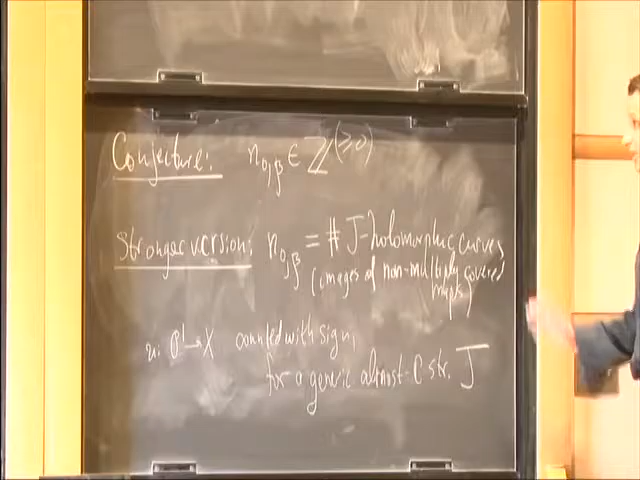 Conjecture: n₀,β ∈ ℤ^(≥0)
Stronger version: n₀,β = # J-holomorphic curves
(images of non-multiply covered
maps)
u: P¹→X counted with sign,
for a generic almost-C str. J